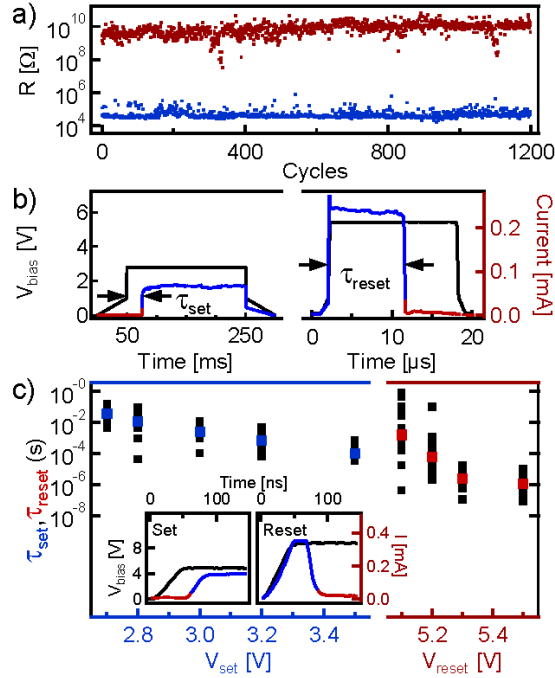 a)
R [Ω]
10^10
10^8
10^6
10^4
0 400 800 1200
Cycles
b)
V_bias [V]
6
4
2
0
τ_set
50 250
Time [ms]
τ_reset
0 10 20
Time [µs]
0.2
0.1
0.0
Current [mA]
c)
τ_set, τ_reset (s)
10^-0
10^-2
10^-4
10^-6
10^-8
Time [ns]
0 100 0 100
Set
Reset
V_bias [V]
8
4
0
0.4
0.2
0.0
I [mA]
2.8 3.0 3.2 3.4
V_set [V]
5.2 5.4
V_reset [V]